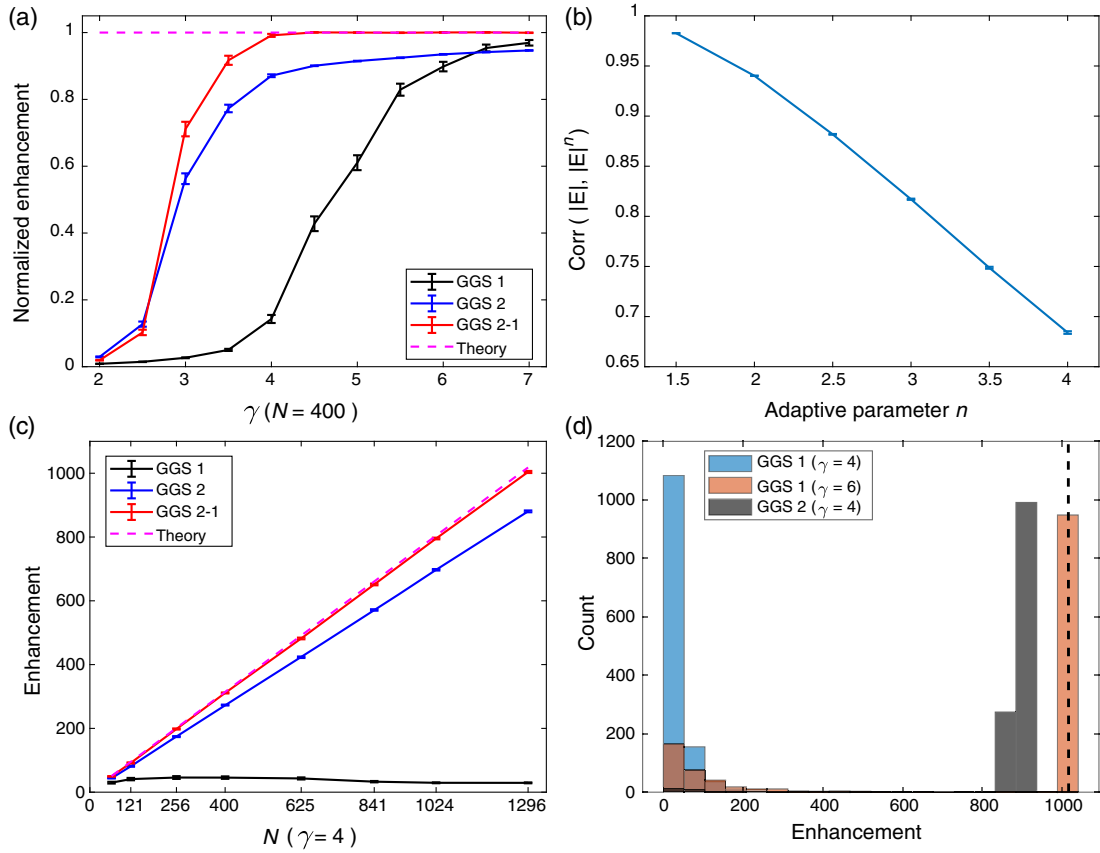 (a)
Normalized enhancement
1
0.8
0.6
0.4
0.2
0
2 3 4 5 6 7
γ (N = 400)
GGS 1
GGS 2
GGS 2-1
Theory
(b)
Corr ( |E|, |E|^n)
1
0.95
0.9
0.85
0.8
0.75
0.7
0.65
1.5 2 2.5 3 3.5 4
Adaptive parameter n
(c)
Enhancement
1000
800
600
400
200
0
0 121 256 400 625 841 1024 1296
N ( γ = 4 )
GGS 1
GGS 2
GGS 2-1
Theory
(d)
Count
1200
1000
800
600
400
200
0
0 200 400 600 800 1000
Enhancement
GGS 1 ( γ = 4)
GGS 1 ( γ = 6)
GGS 2 ( γ = 4)